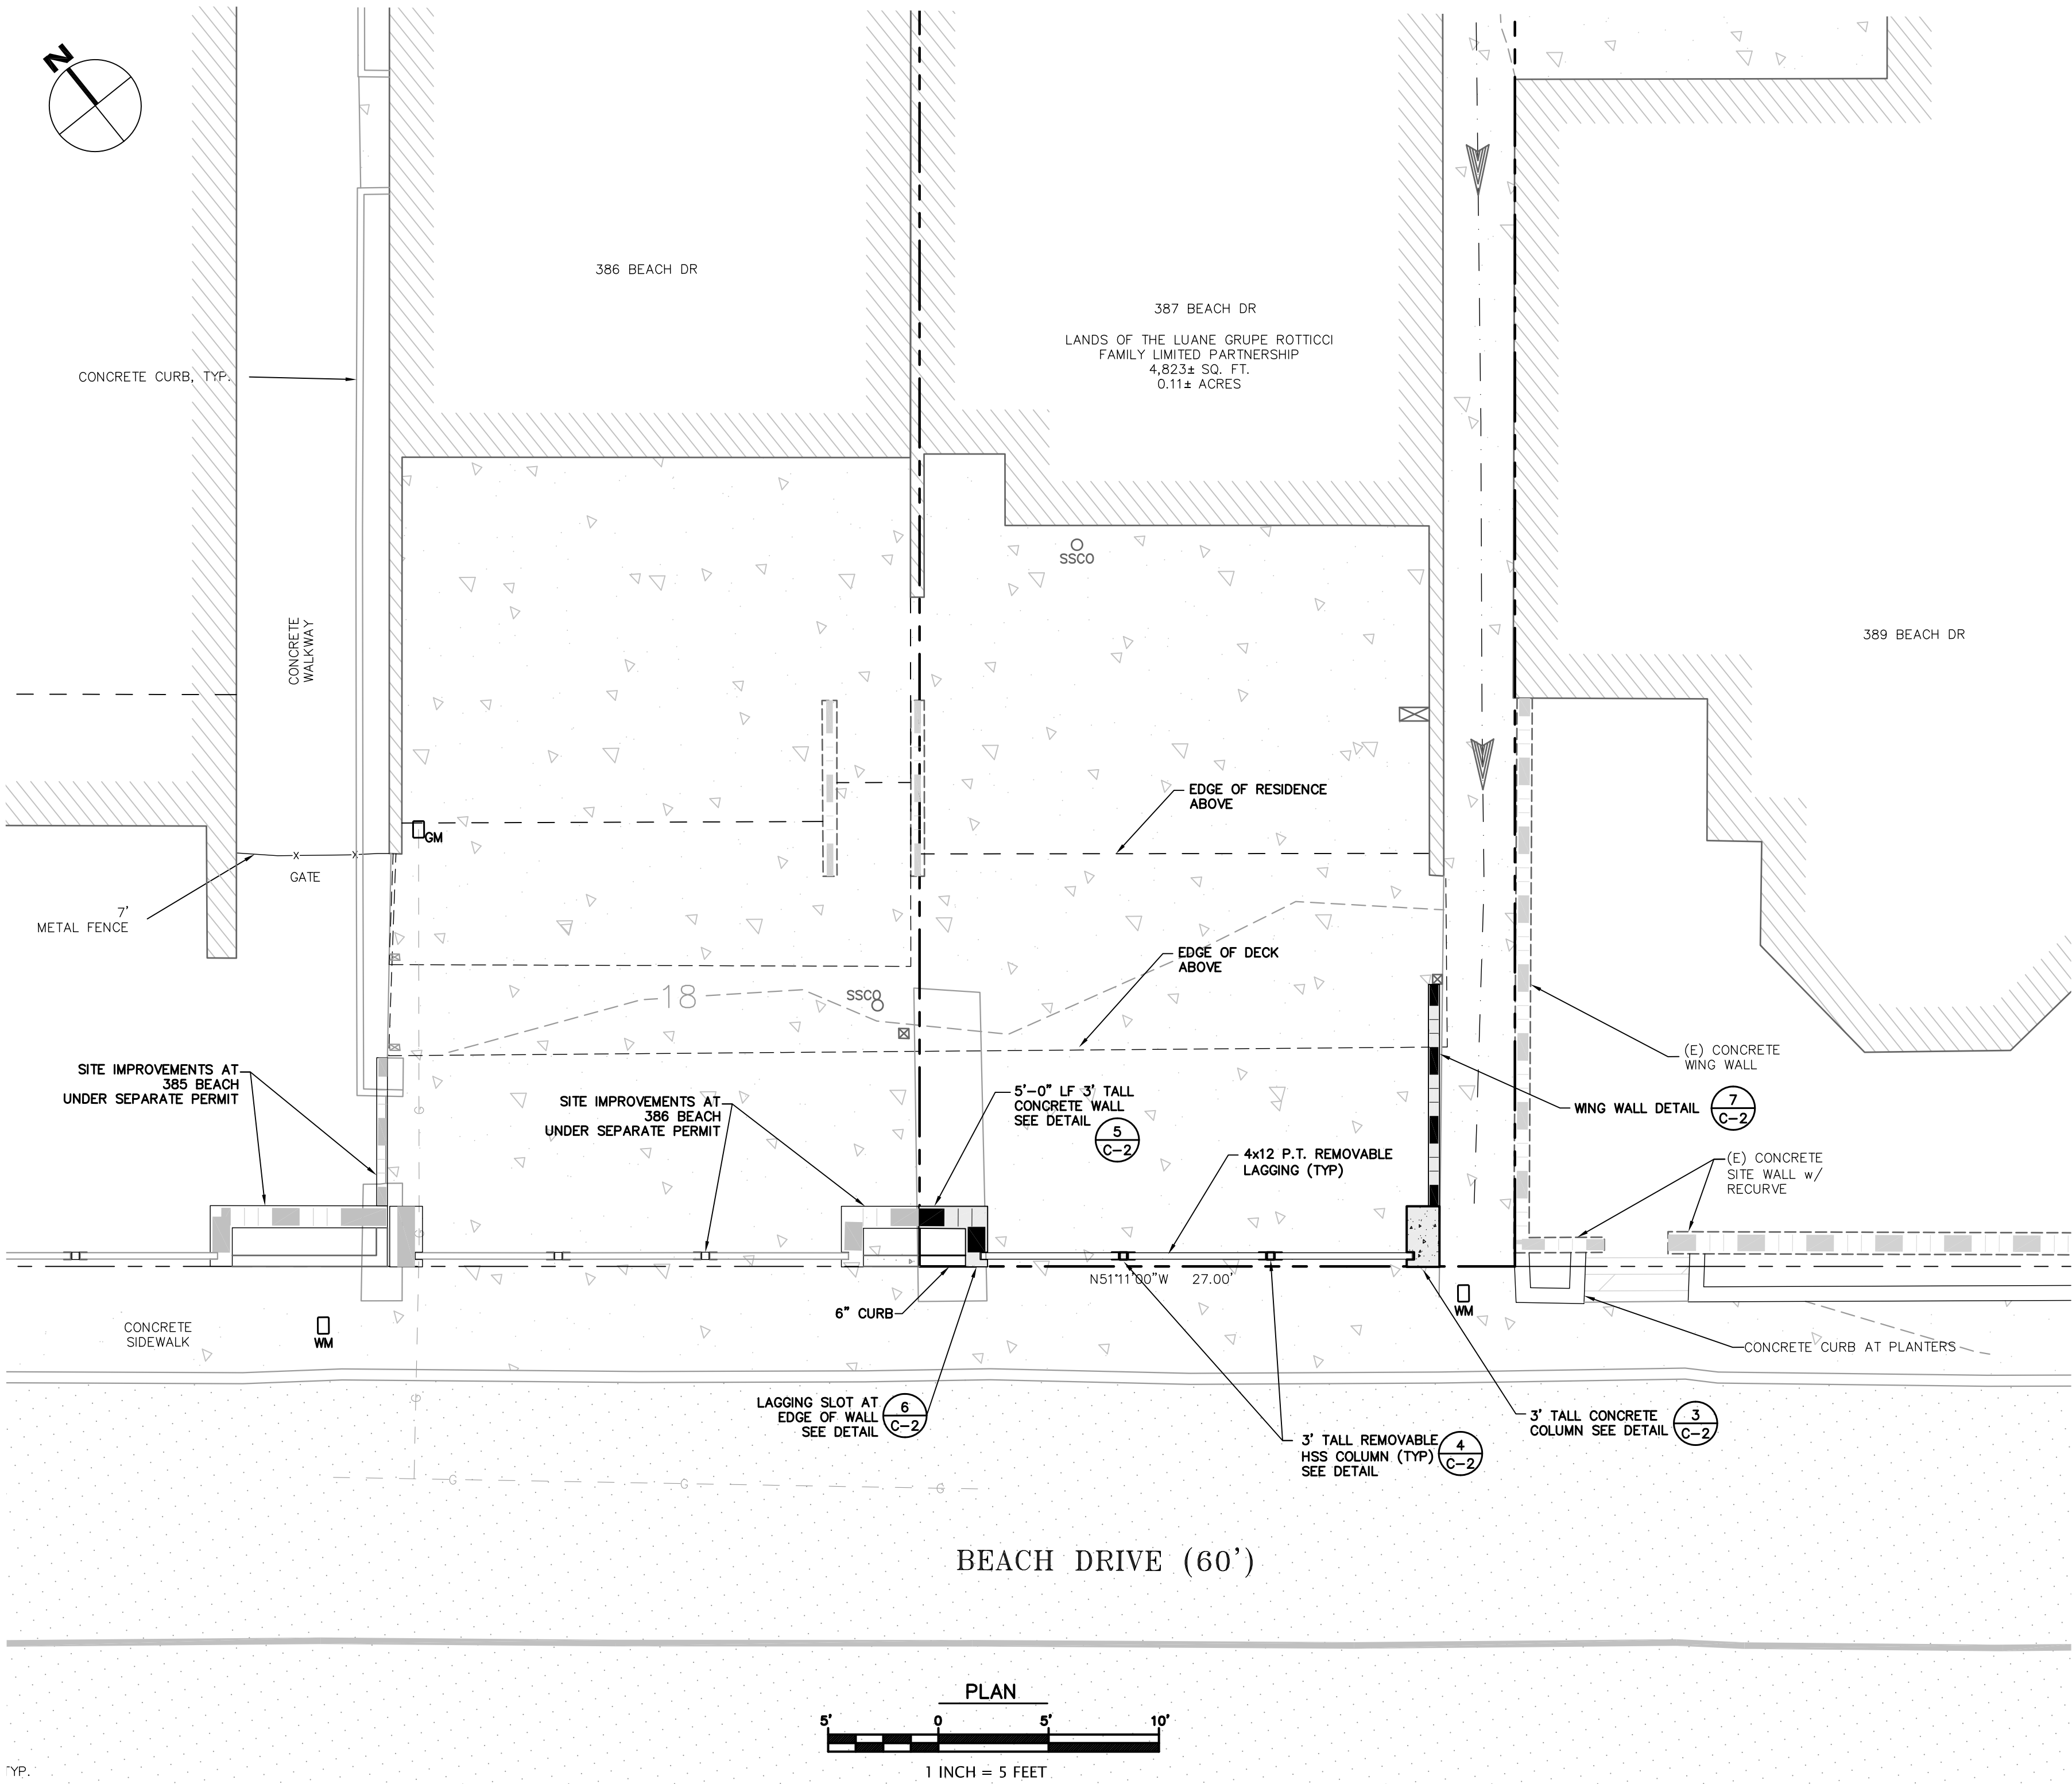 N
386 BEACH DR
387 BEACH DR
LANDS OF THE LUANE GRUPE ROTTICCI
FAMILY LIMITED PARTNERSHIP
4,823± SQ. FT.
0.11± ACRES
CONCRETE CURB, TYP.
SSCO
CONCRETE
WALKWAY
389 BEACH DR
EDGE OF RESIDENCE
ABOVE
GM
X
X
GATE
7'
METAL FENCE
EDGE OF DECK
ABOVE
18
SSCO
(E) CONCRETE
WING WALL
SITE IMPROVEMENTS AT
385 BEACH
UNDER SEPARATE PERMIT
SITE IMPROVEMENTS AT
386 BEACH
UNDER SEPARATE PERMIT
5'-0" LF 3' TALL
CONCRETE WALL
SEE DETAIL
5
C-2
WING WALL DETAIL
7
C-2
G
4x12 P.T. REMOVABLE
LAGGING (TYP)
(E) CONCRETE
SITE WALL w/
RECURVE
G
N51°11'00"W 27.00'
6" CURB
WM
WM
CONCRETE
SIDEWALK
CONCRETE CURB AT PLANTERS
G
LAGGING SLOT AT
EDGE OF WALL
SEE DETAIL
6
C-2
3' TALL CONCRETE
COLUMN SEE DETAIL
3
C-2
3' TALL REMOVABLE
HSS COLUMN (TYP)
SEE DETAIL
4
C-2
G
G
G
BEACH DRIVE (60')
PLAN
5' 0 5' 10'
1 INCH = 5 FEET
TYP.